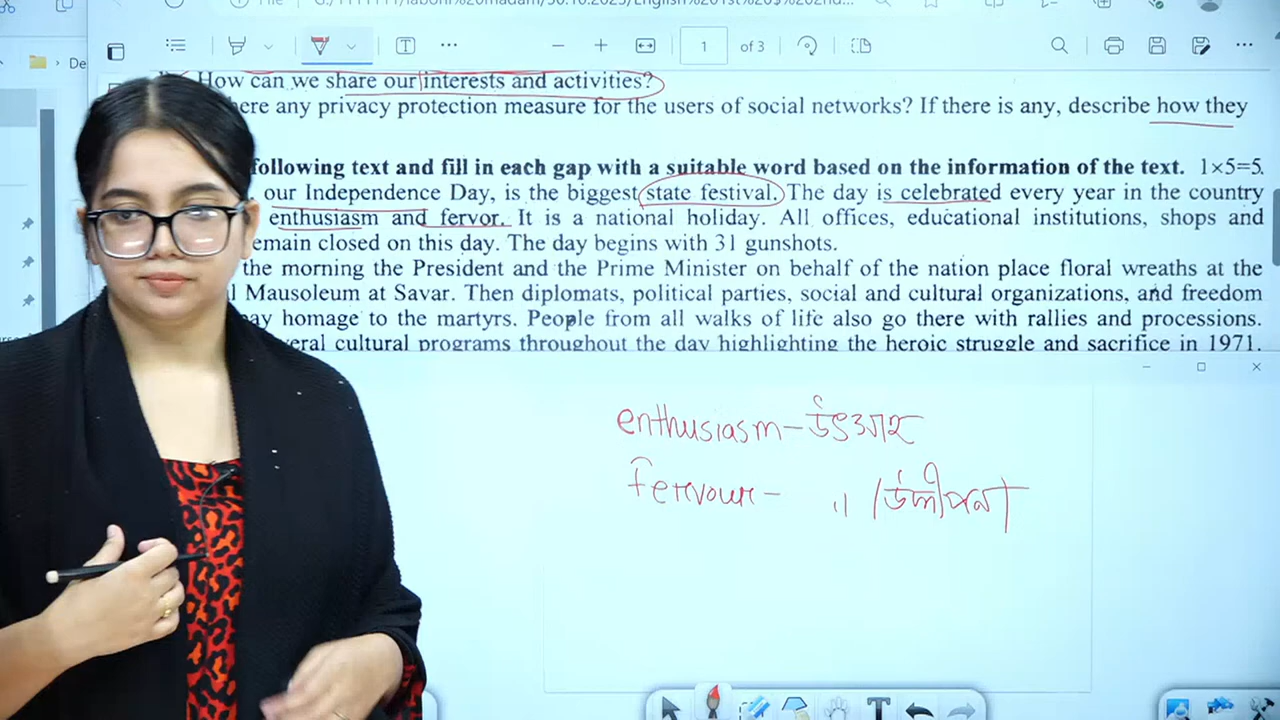 1 of 3
How can we share our interests and activities?
here any privacy protection measure for the users of social networks? If there is any, describe how they
following text and fill in each gap with a suitable word based on the information of the text. 1×5=5.
our Independence Day, is the biggest state festival. The day is celebrated every year in the country
enthusiasm and fervor. It is a national holiday. All offices, educational institutions, shops and
emain closed on this day. The day begins with 31 gunshots.
the morning the President and the Prime Minister on behalf of the nation place floral wreaths at the
l Mausoleum at Savar. Then diplomats, political parties, social and cultural organizations, and freedom
ay homage to the martyrs. People from all walks of life also go there with rallies and processions.
veral cultural programs throughout the day highlighting the heroic struggle and sacrifice in 1971.
enthusiasm - উৎসাহ
fervour - " / উদ্দীপনা